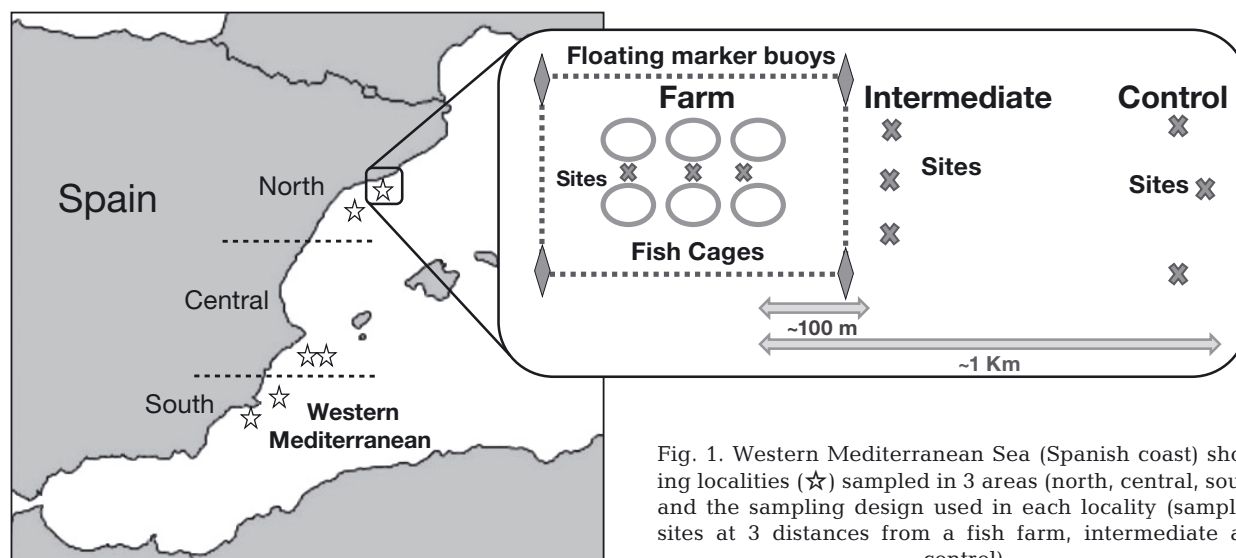 Spain
North
Central
South
Western
Mediterranean
Floating marker buoys
Farm
Sites
Fish Cages
Intermediate
Sites
Control
Sites
~100 m
~1 Km
Fig. 1. Western Mediterranean Sea (Spanish coast) sho
ing localities (☆) sampled in 3 areas (north, central, sou
and the sampling design used in each locality (sampl
sites at 3 distances from a fish farm, intermediate a
control)